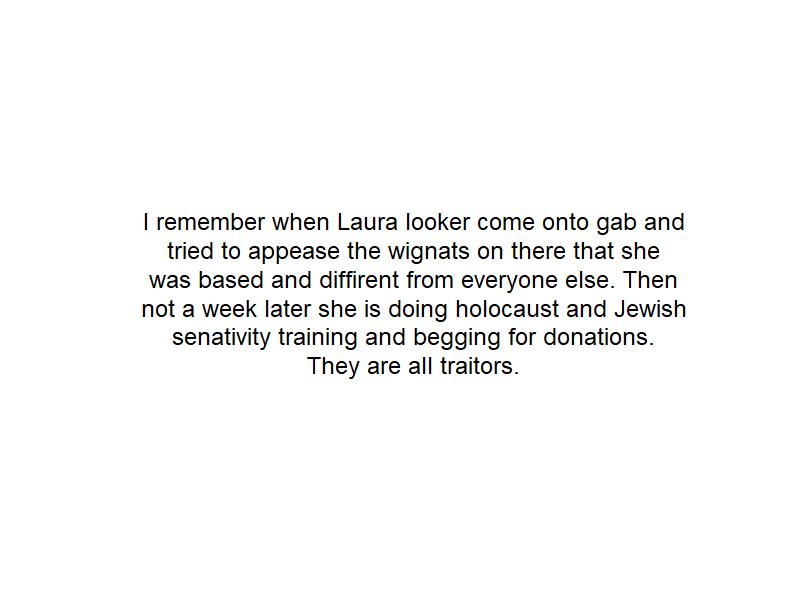 I remember when Laura looker come onto gab and
tried to appease the wignats on there that she
was based and diffirent from everyone else. Then
not a week later she is doing holocaust and Jewish
senativity training and begging for donations.
They are all traitors.